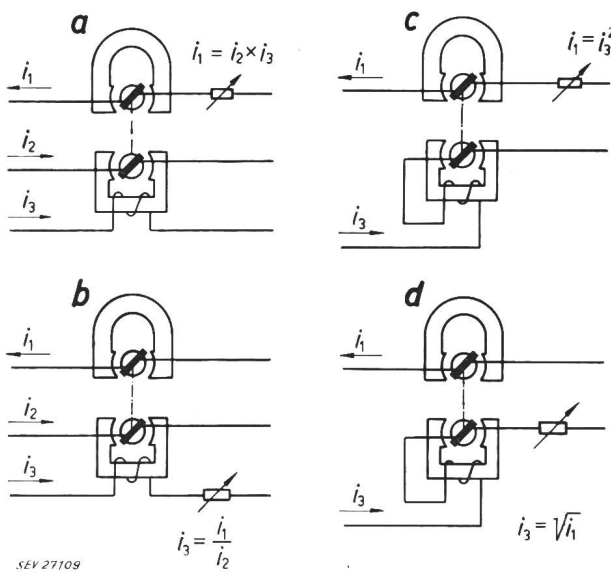 a
i₁
i₁ = i₂ × i₃
i₂
i₃
b
i₁
i₂
i₃
i₃ = i₁/i₂
c
i₁
i₁ = i₃²
i₃
d
i₁
i₃
i₃ = √i₁
SEV 27109